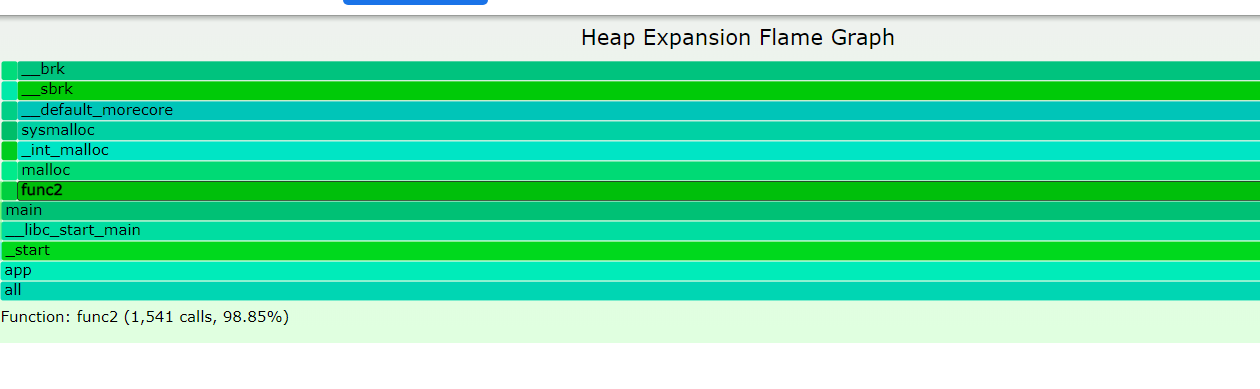 Heap Expansion Flame Graph
__brk
__sbrk
__default_morecore
sysmalloc
_int_malloc
malloc
func2
main
__libc_start_main
_start
app
all
Function: func2 (1,541 calls, 98.85%)